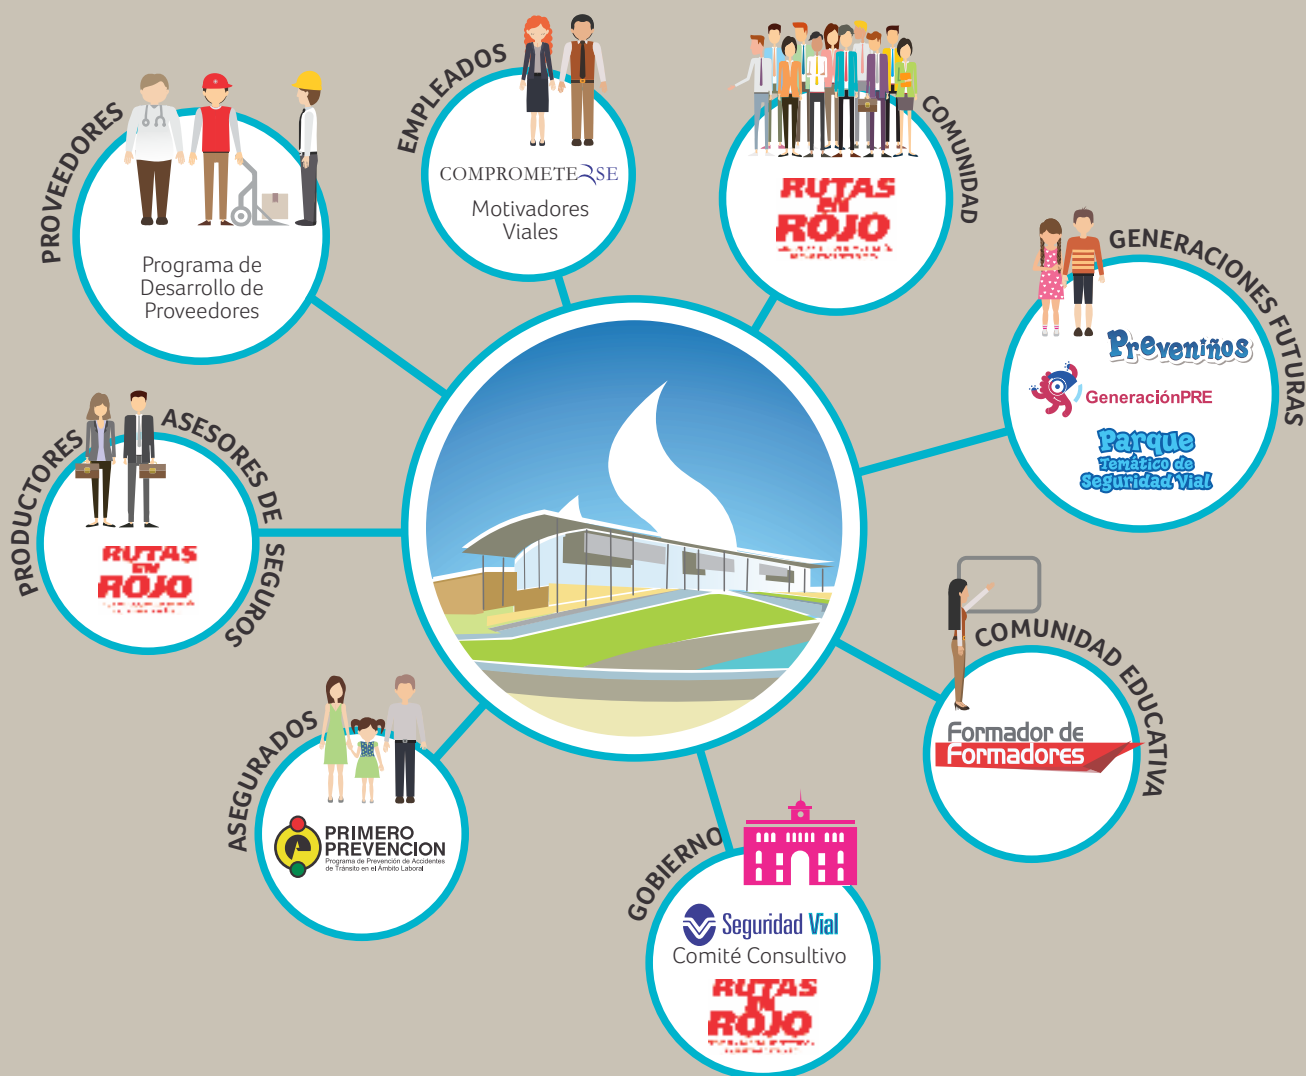 PROVEEDORES
Programa de
Desarrollo de
Proveedores
EMPLEADOS
COMPROMETERSE
Motivadores
Viales
COMUNIDAD
RUTAS
EN
ROJO
GENERACIONES FUTURAS
Preveniños
GeneraciónPRE
Parque
Temático de
Seguridad Vial
PRODUCTORES ASESORES DE SEGUROS
RUTAS
EN
ROJO
COMUNIDAD EDUCATIVA
Formador de
Formadores
ASEGURADOS
PRIMERO
PREVENCION
Programa de Prevención de Accidentes
de Tránsito en el Ámbito Laboral
GOBIERNO
Seguridad Vial
Comité Consultivo
RUTAS
EN
ROJO